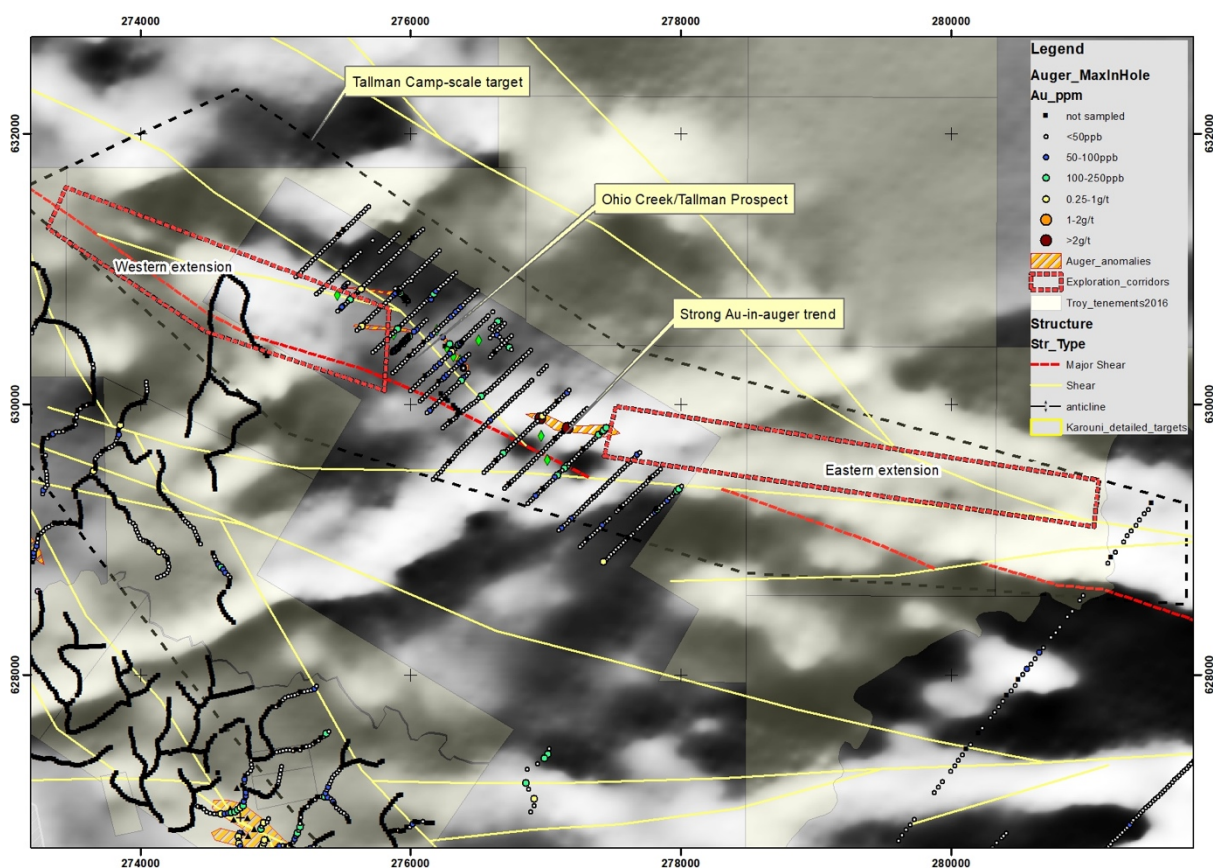 274000
276000
278000
280000
632000
630000
628000
632000
630000
628000
274000
276000
278000
280000
Tallman Camp-scale target
Ohio Creek/Tallman Prospect
Strong Au-in-auger trend
Western extension
Eastern extension
Legend
Auger_MaxInHole
Au_ppm
not sampled
<50ppb
50-100ppb
100-250ppb
0.25-1g/t
1-2g/t
>2g/t
Auger_anomalies
Exploration_corridors
Troy_tenements2016
Structure
Str_Type
Major Shear
Shear
anticline
Karouni_detailed_targets